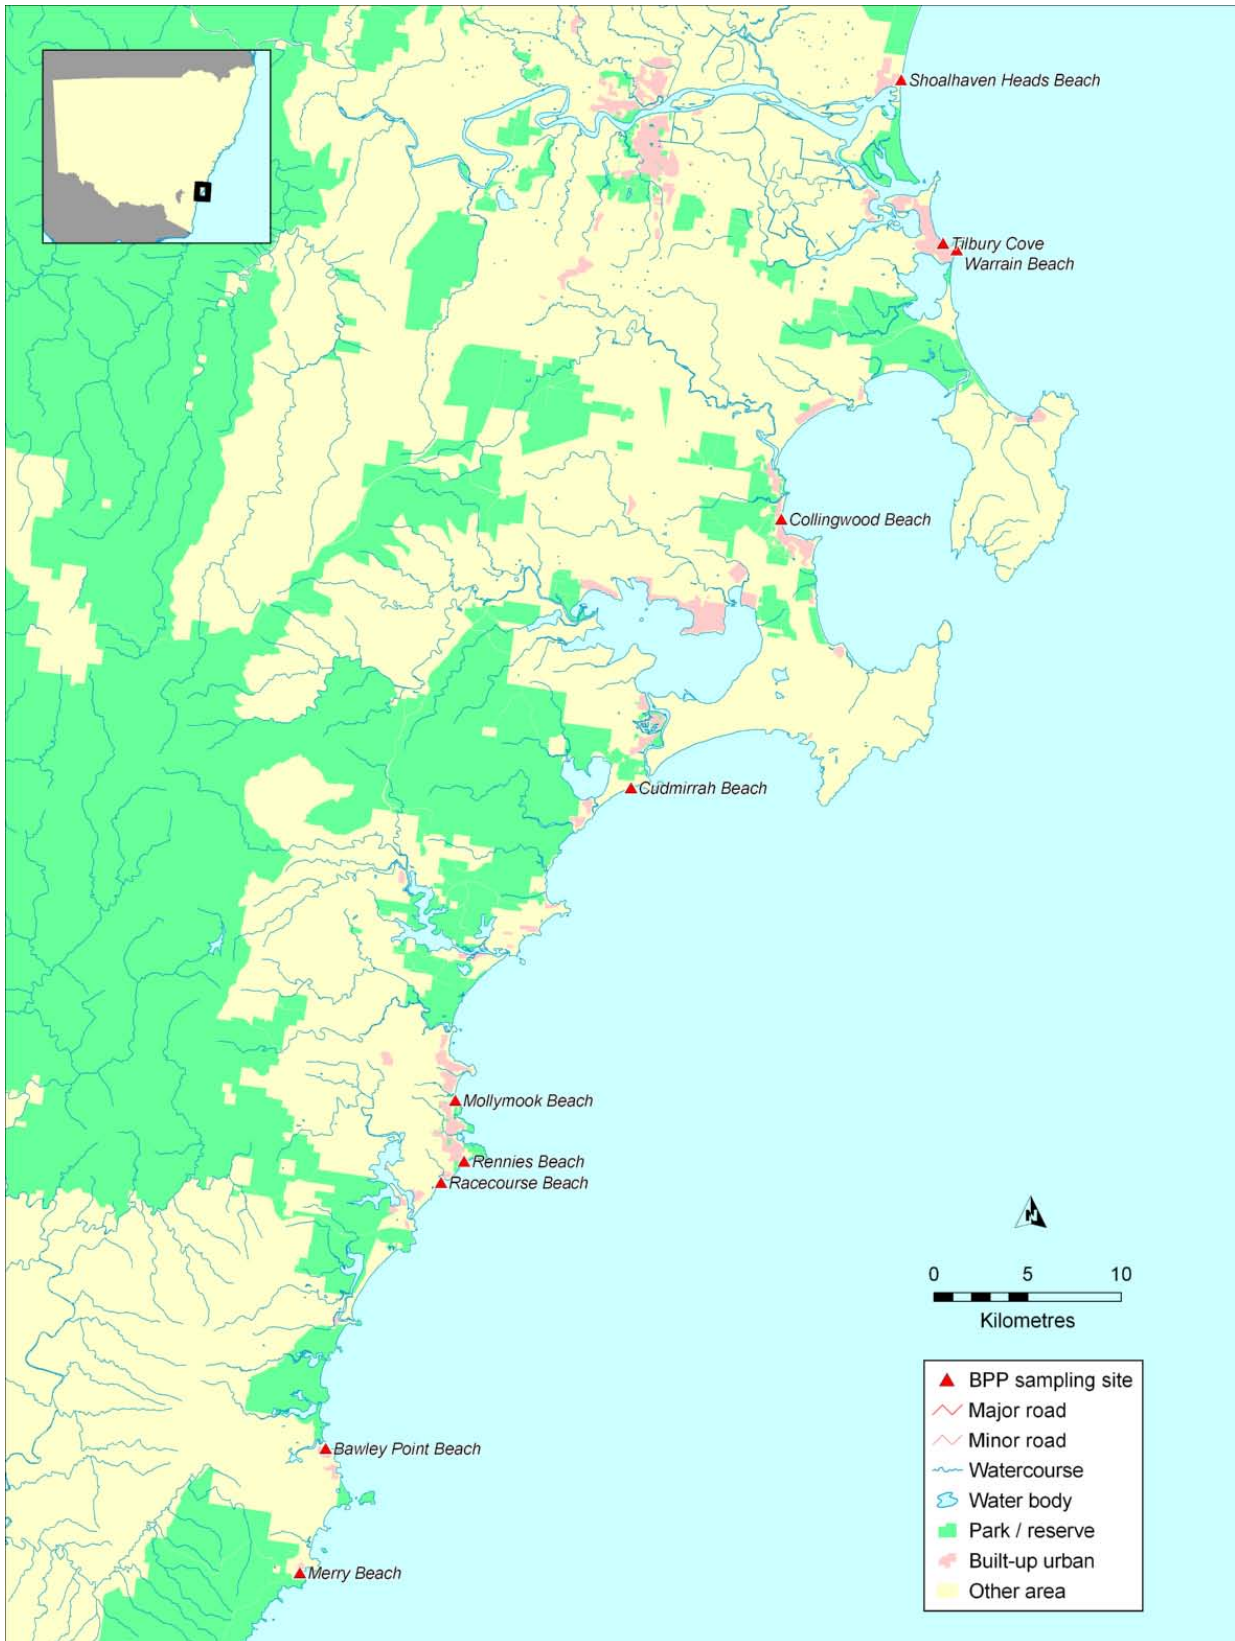 Shoalhaven Heads Beach
Tilbury Cove
Warrain Beach
Collingwood Beach
Cudmirrah Beach
Mollymook Beach
Rennies Beach
Racecourse Beach
N
0 5 10
Kilometres
BPP sampling site
Major road
Minor road
Watercourse
Water body
Park / reserve
Built-up urban
Other area
Bawley Point Beach
Merry Beach